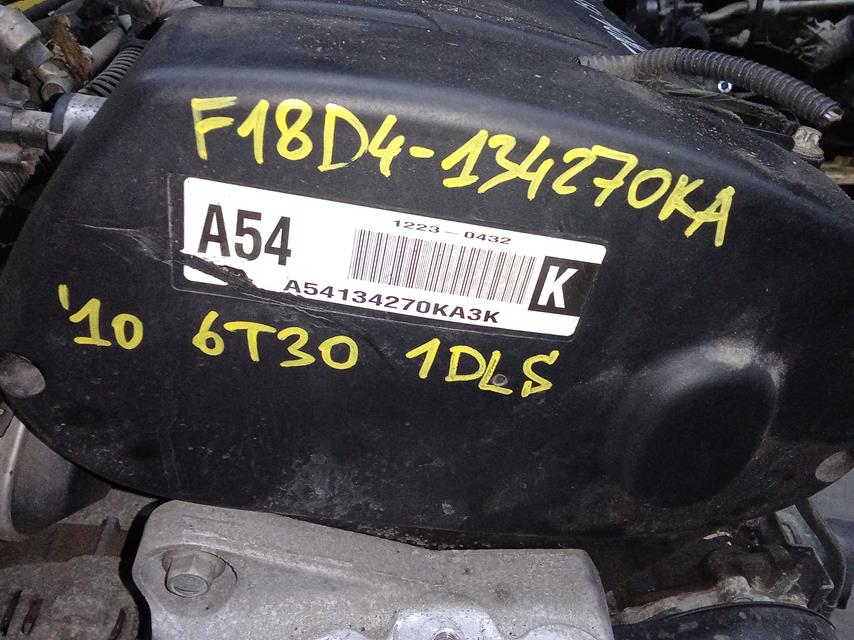 F18D4-134270KA
A54
1223-0432
K
A54134270KA3K
'10 6T30 1DLS